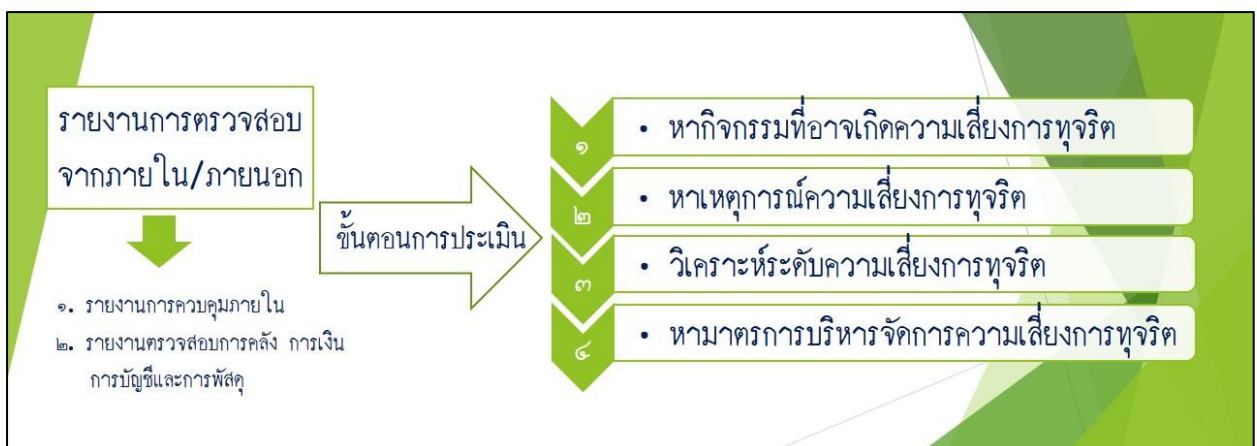 รายงานการตรวจสอบ
จากภายใน/ภายนอก
๑. รายงานการควบคุมภายใน
๒. รายงานตรวจสอบการคลัง การเงิน
การบัญชีและการพัสดุ
ขั้นตอนการประเมิน
๑
• หากิจกรรมที่อาจเกิดความเสี่ยงการทุจริต
๒
• หาเหตุการณ์ความเสี่ยงการทุจริต
๓
• วิเคราะห์ระดับความเสี่ยงการทุจริต
๔
• หามาตรการบริหารจัดการความเสี่ยงการทุจริต